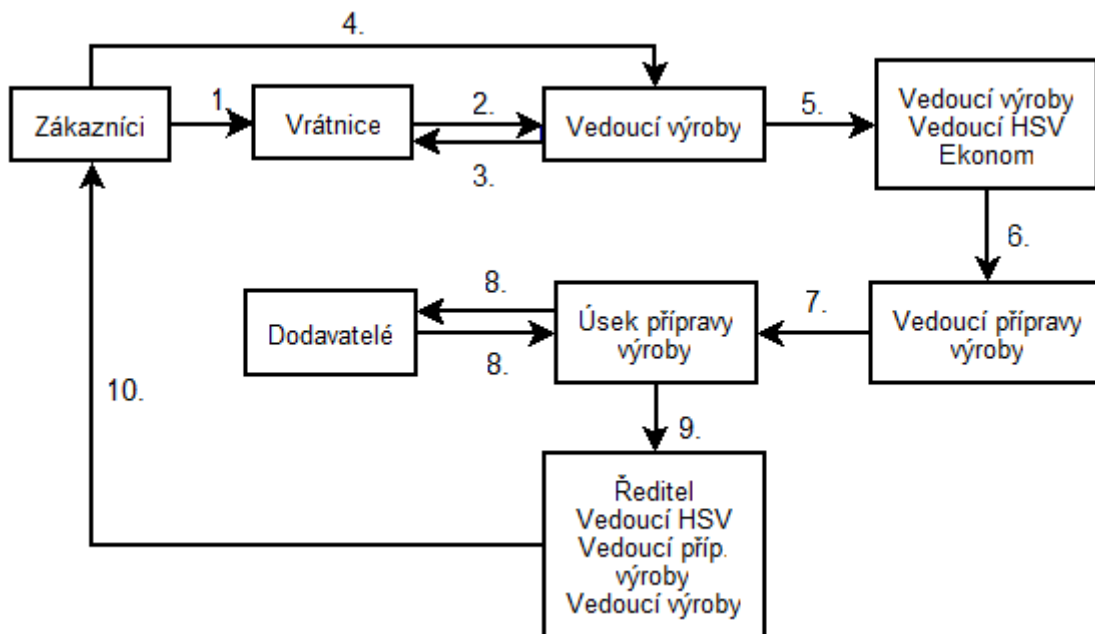 4.
Zákazníci
1.
Vrátnice
2.
3.
Vedoucí výroby
5.
Vedoucí výroby
Vedoucí HSV
Ekonom
6.
Dodavatelé
8.
8.
Úsek přípravy
výroby
7.
Vedoucí přípravy
výroby
10.
9.
Ředitel
Vedoucí HSV
Vedoucí příp.
výroby
Vedoucí výroby